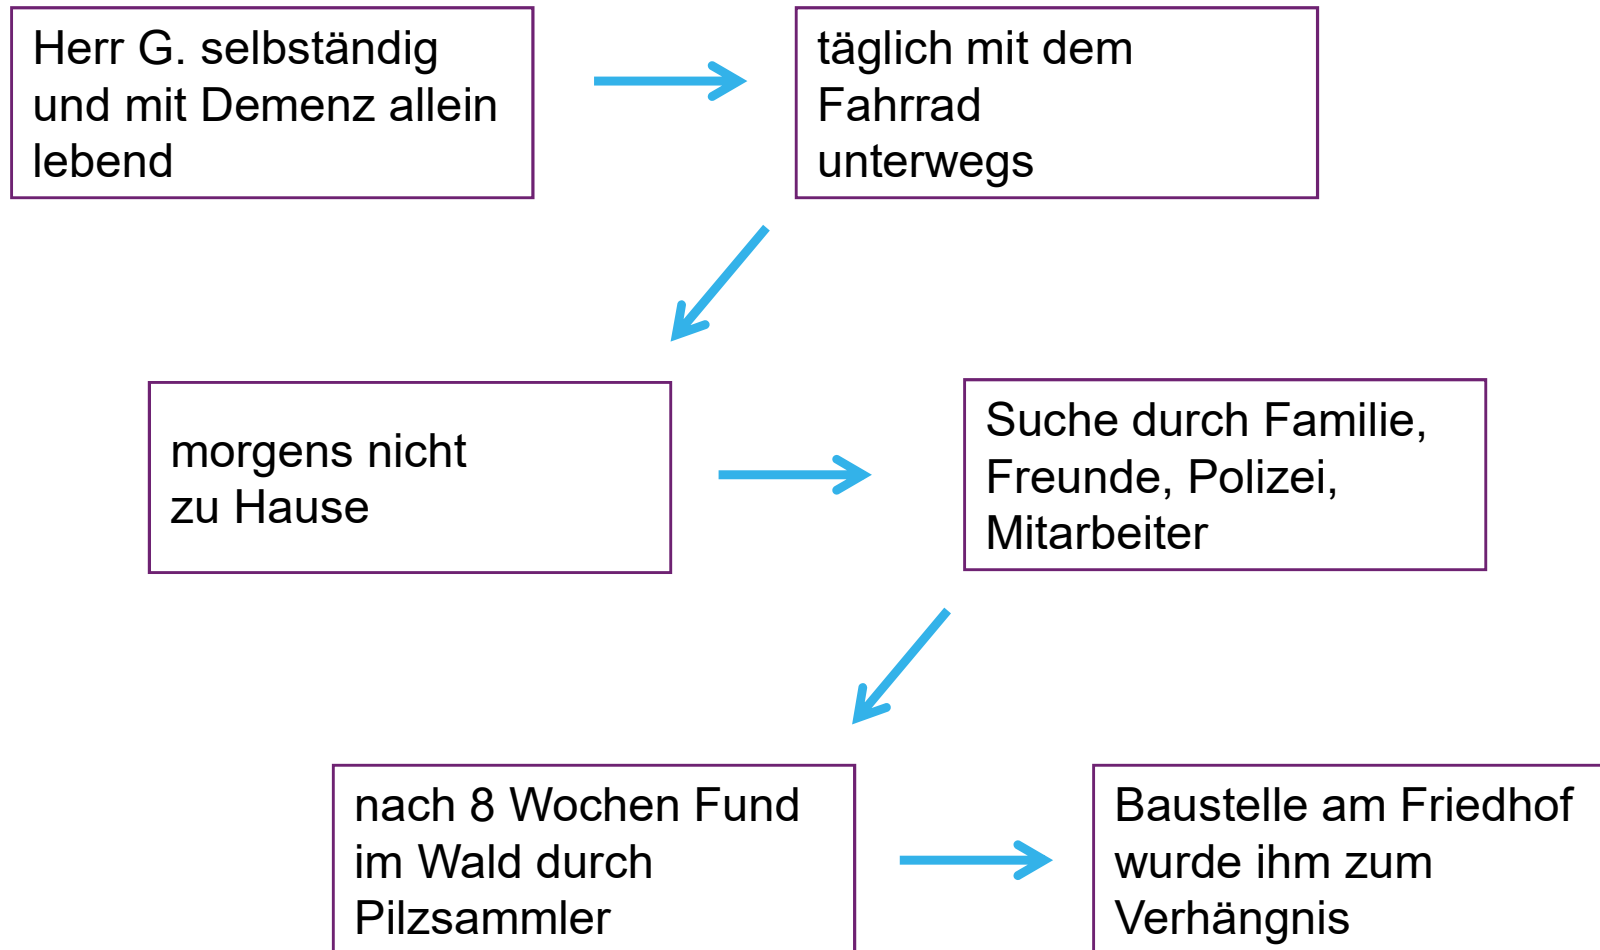 Herr G. selbständig
und mit Demenz allein
lebend
täglich mit dem
Fahrrad
unterwegs
morgens nicht
zu Hause
Suche durch Familie,
Freunde, Polizei,
Mitarbeiter
nach 8 Wochen Fund
im Wald durch
Pilzsammler
Baustelle am Friedhof
wurde ihm zum
Verhängnis